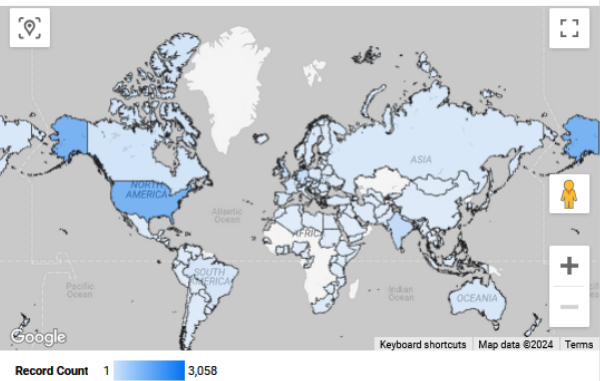 ASIA
NORTH
AMERICA
Atlantic
Ocean
AFRIC
SOUTH
AMERICA
Pacific
Ocean
Indian
Ocean
OCEANIA
Google
Keyboard shortcuts
Map data ©2024
Terms
Record Count 1 3,058